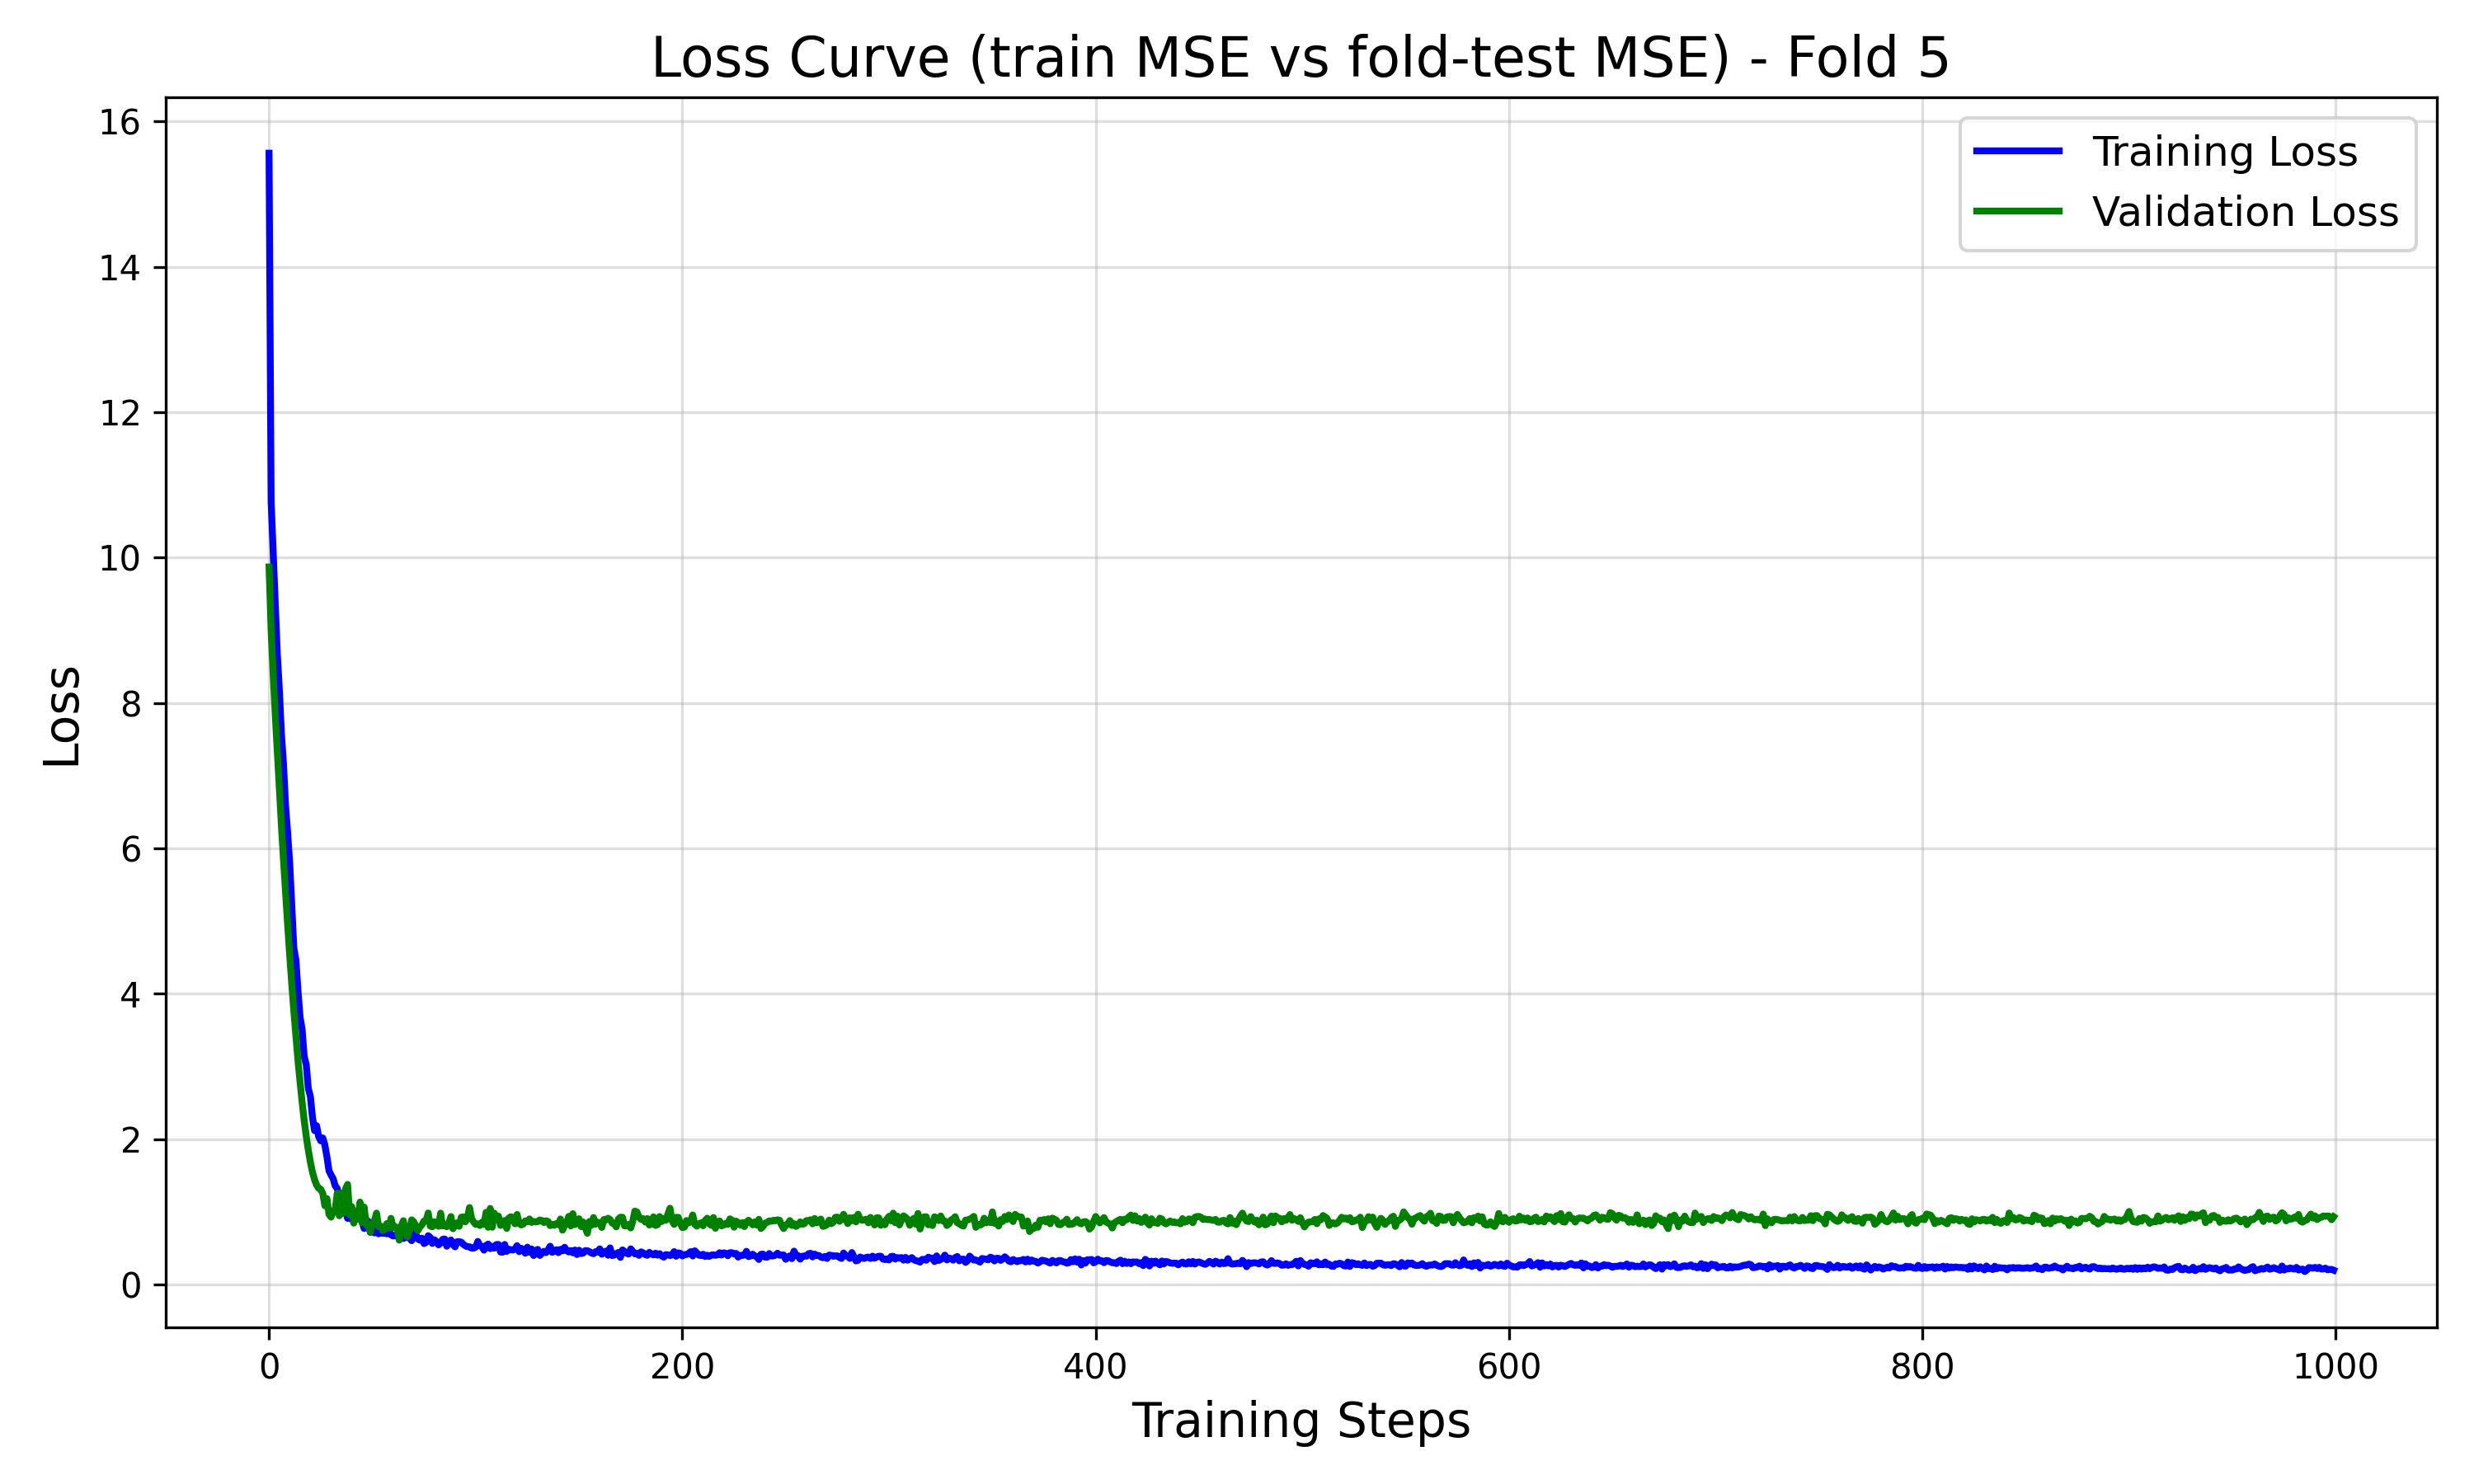 Loss Curve (train MSE vs fold-test MSE) - Fold 5
16
14
12
10
8
6
4
2
0
Loss
Training Loss
Validation Loss
0 200 400 600 800 1000
Training Steps